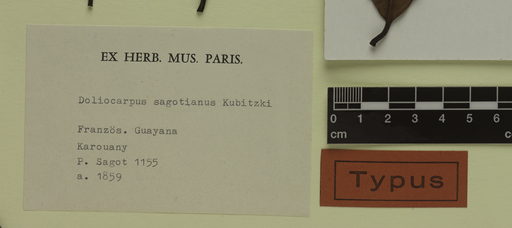 EX HERB. MUS. PARIS.
Doliocarpus sagotianus Kubitzki
Französ. Guayana
Karouany
P. Sagot 1155
a. 1859
0 1 2 3 4 5 6
cm
Typus